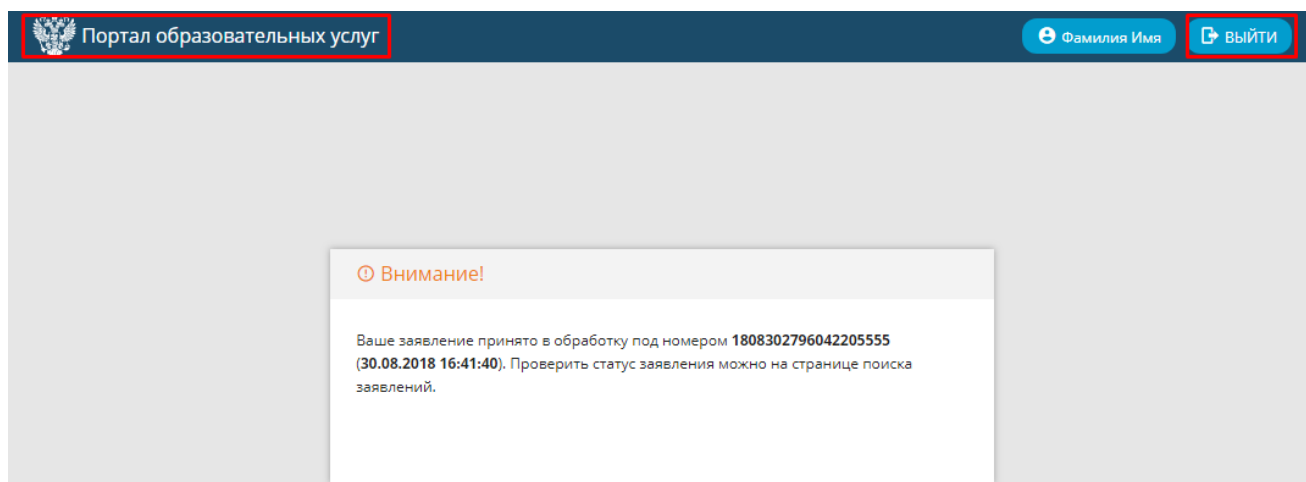 Портал образовательных услуг
Фамилия Имя
ВЫЙТИ
Внимание!
Ваше заявление принято в обработку под номером 1808302796042205555
(30.08.2018 16:41:40). Проверить статус заявления можно на странице поиска
заявлений.